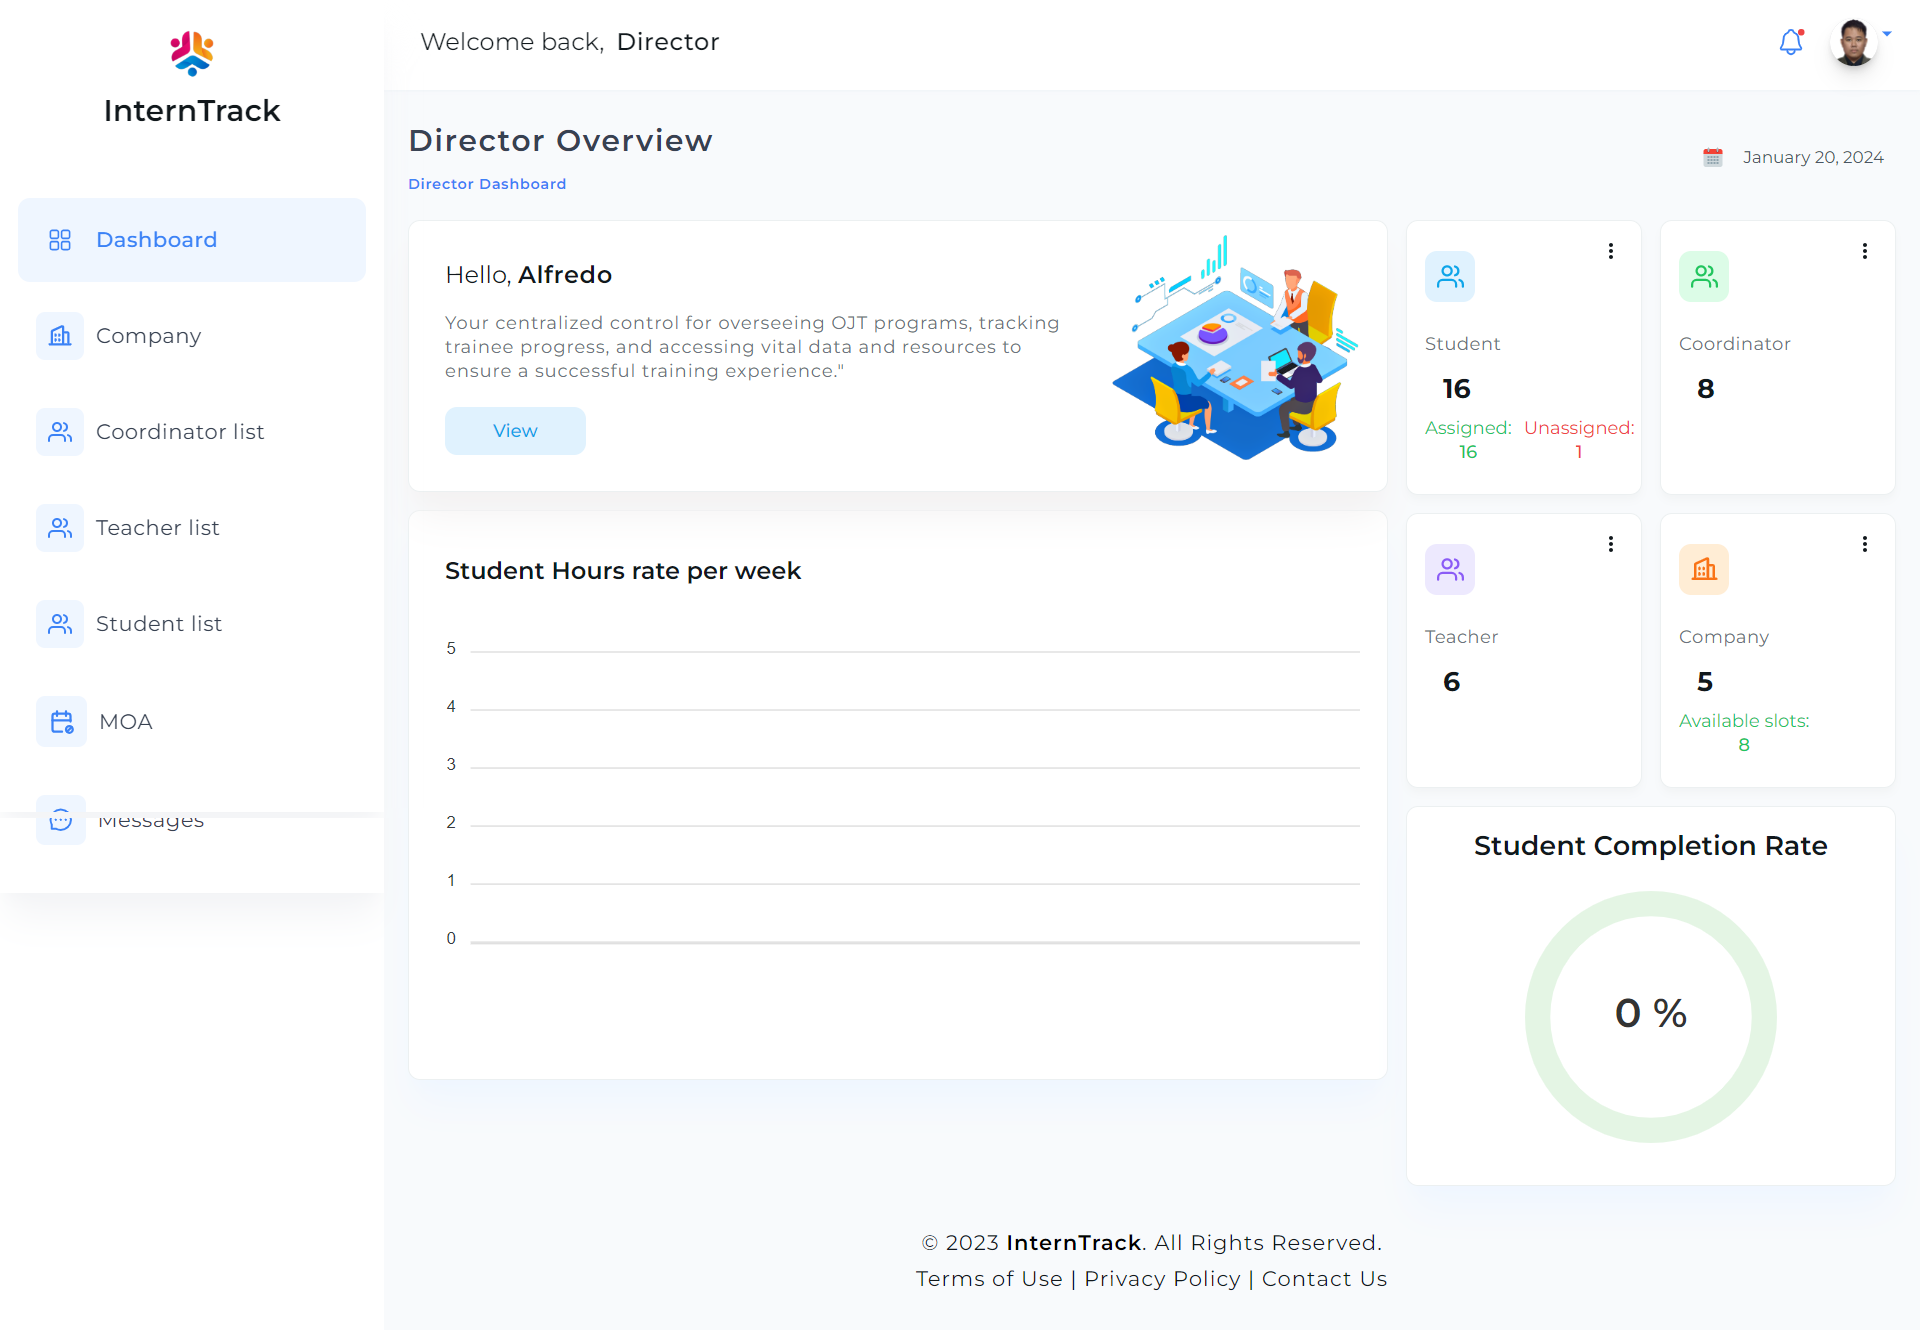 InternTrack
Dashboard
Company
Coordinator list
Teacher list
Student list
MOA
Messages
Welcome back, Director
Director Overview
Director Dashboard
January 20, 2024
Hello, Alfredo
Your centralized control for overseeing OJT programs, tracking
trainee progress, and accessing vital data and resources to
ensure a successful training experience."
View
Student
16
Assigned: Unassigned:
16 1
Coordinator
8
Teacher
6
Company
5
Available slots:
8
Student Hours rate per week
5
4
3
2
1
0
Student Completion Rate
0 %
© 2023 InternTrack. All Rights Reserved.
Terms of Use | Privacy Policy | Contact Us